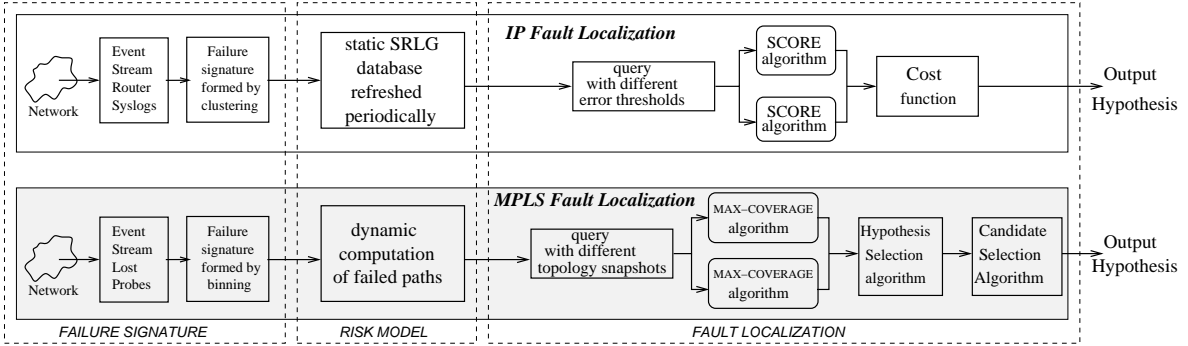 IP Fault Localization
Network
Event
Stream
Router
Syslogs
Failure
signature
formed by
clustering
static SRLG
database
refreshed
periodically
query
with different
error thresholds
SCORE
algorithm
SCORE
algorithm
Cost
function
Output
Hypothesis
MPLS Fault Localization
Network
Event
Stream
Lost
Probes
Failure
signature
formed by
binning
dynamic
computation
of failed paths
query
with different
topology snapshots
MAX-COVERAGE
algorithm
MAX-COVERAGE
algorithm
Hypothesis
Selection
algorithm
Candidate
Selection
Algorithm
Output
Hypothesis
FAILURE SIGNATURE
RISK MODEL
FAULT LOCALIZATION